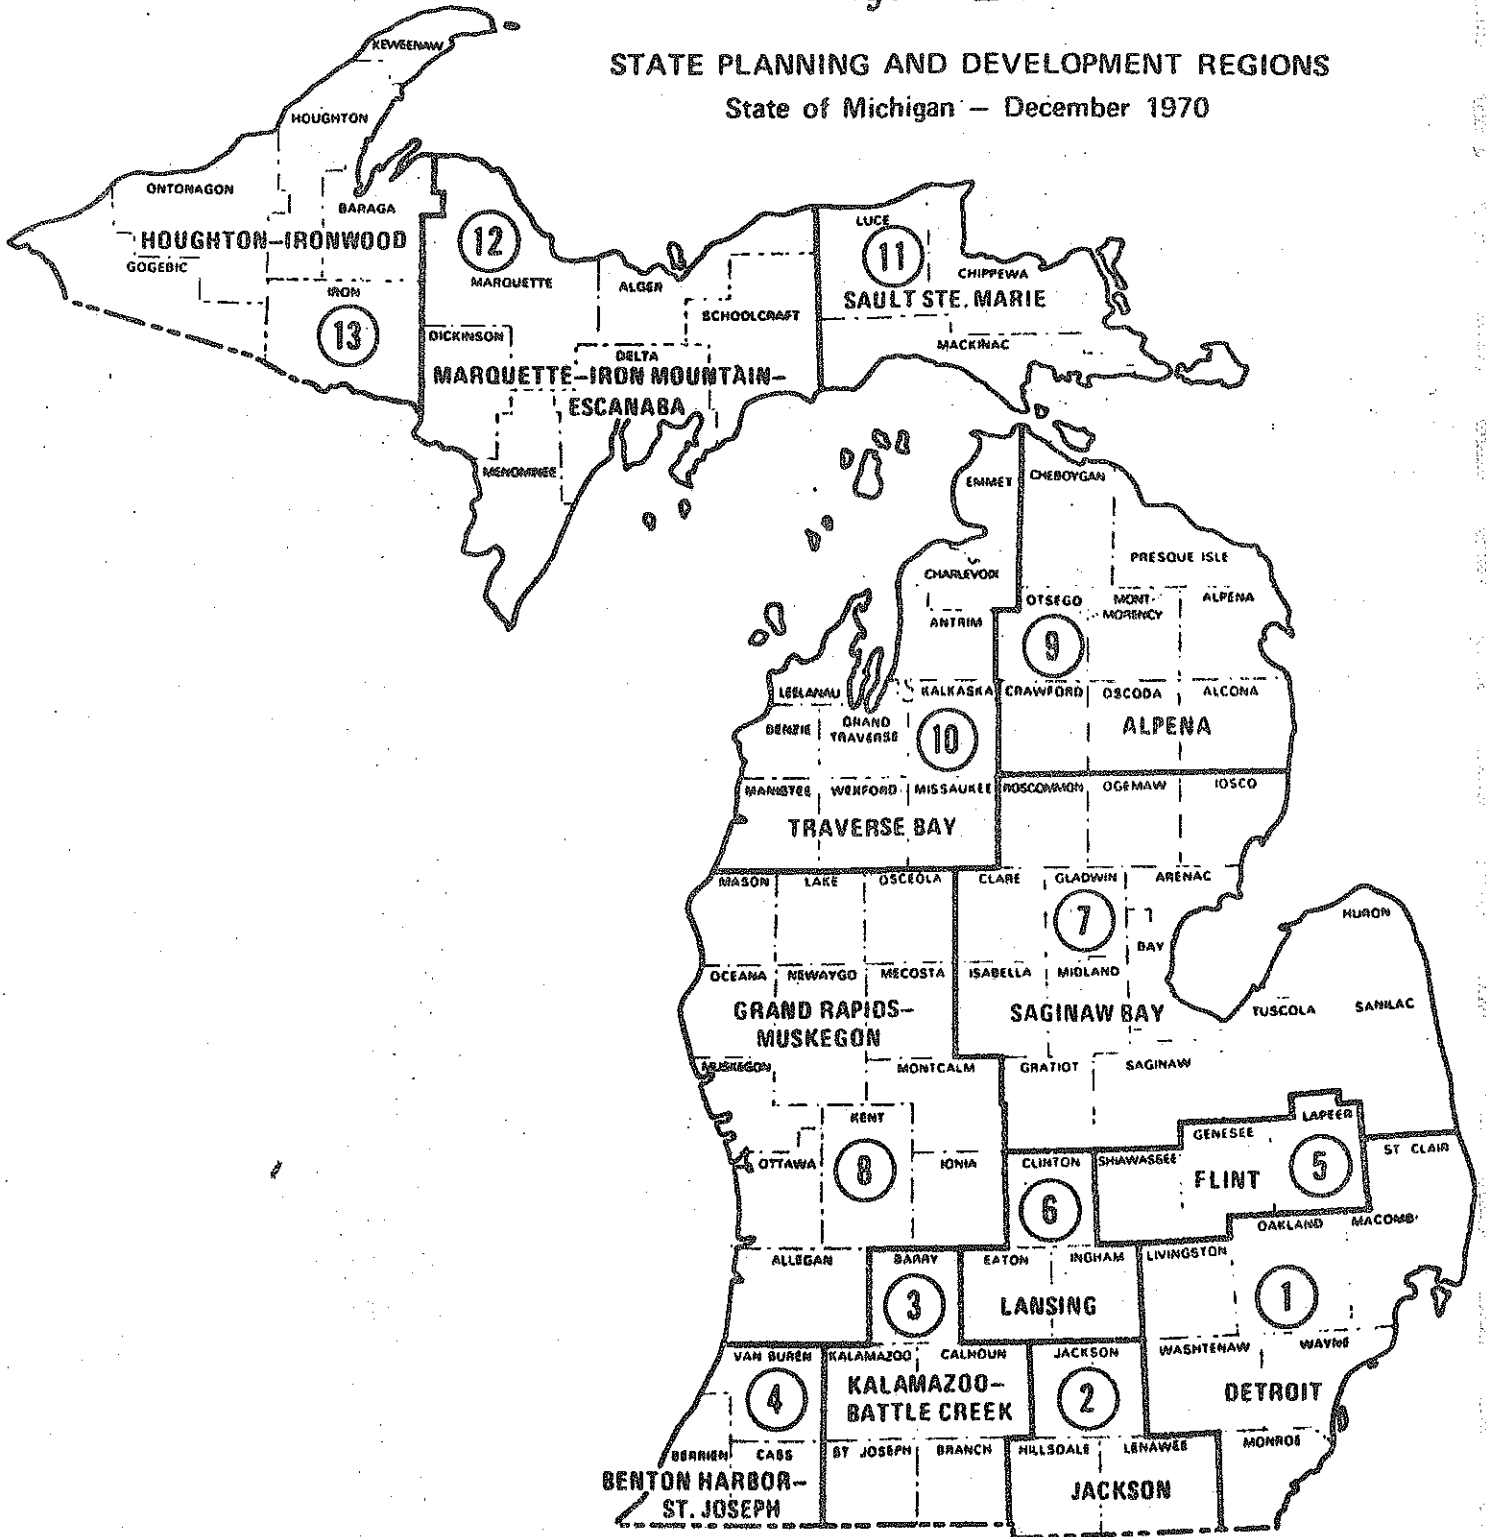 STATE PLANNING AND DEVELOPMENT REGIONS
State of Michigan — December 1970
KEWEENAW
HOUGHTON
ONTONAGON
BARAGA
HOUGHTON—IRONWOOD
GOGEBIC
IRON
13
12
MARQUETTE
ALGER
SCHOOLCRAFT
DICKINSON
DELTA
MARQUETTE—IRON MOUNTAIN—
ESCANABA
MENOMINEE
LUCE
11
CHIPPEWA
SAULT STE. MARIE
MACKINAC
EMMET
CHEBOYGAN
PRESQUE ISLE
CHARLEVOIX
OTSEGO
MONT-
MORENCY
ALPENA
ANTRIM
9
LEELANAU
KALKASKA
CRAWFORD
OSCODA
ALCONA
BENZIE
GRAND
TRAVERSE
10
ALPENA
MANISTEE
WEXFORD
MISSAUKEE
ROSCOMMON
OGEMAW
IOSCO
TRAVERSE BAY
MASON
LAKE
OSCEOLA
CLARE
GLADWIN
ARENAC
7
HURON
BAY
OCEANA
NEWAYGO
MECOSTA
ISABELLA
MIDLAND
GRAND RAPIDS—
MUSKEGON
SAGINAW BAY
TUSCOLA
SANILAC
MUSKEGON
MONTCALM
GRATIOT
SAGINAW
KENT
LAPEER
GENESEE
OTTAWA
8
IONIA
CLINTON
SHIAWASSEE
FLINT
5
ST CLAIR
6
OAKLAND
MACOMB
ALLEGAN
BARRY
EATON
INGHAM
LIVINGSTON
3
LANSING
1
VAN BUREN
KALAMAZOO
CALHOUN
JACKSON
WASHTENAW
WAYNE
4
KALAMAZOO—
BATTLE CREEK
2
DETROIT
BERRIEN
CASS
ST JOSEPH
BRANCH
HILLSDALE
LENAWEE
MONROE
BENTON HARBOR—
ST. JOSEPH
JACKSON